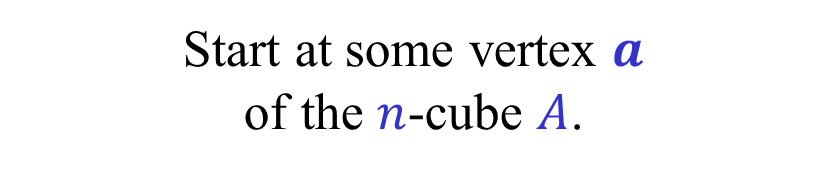 Start at some vertex a
of the n-cube A.